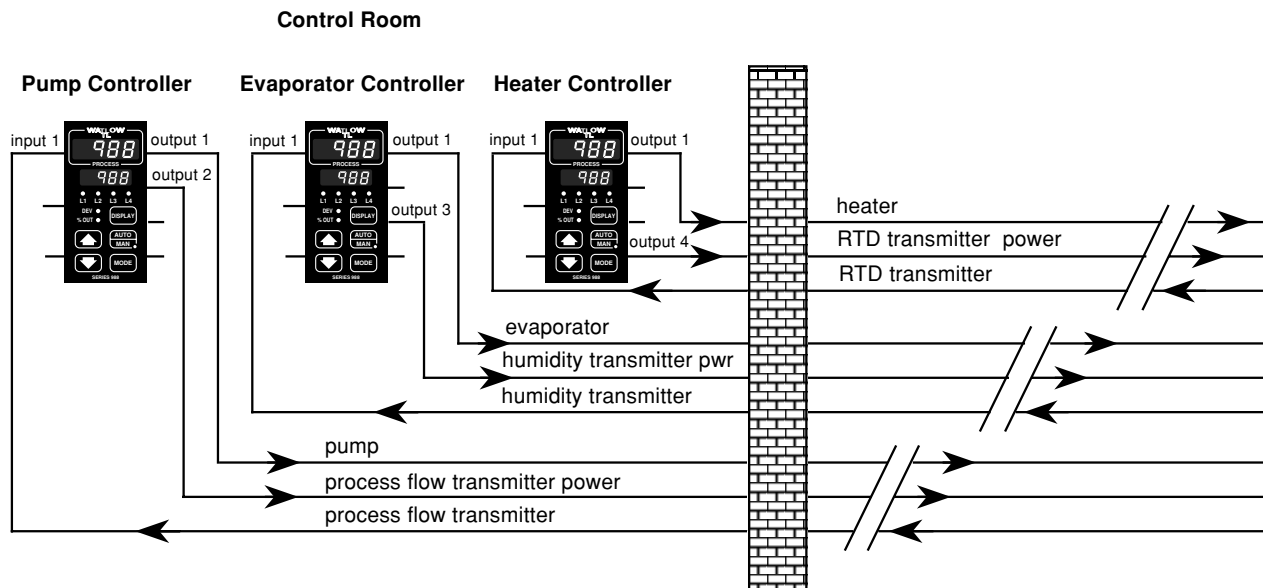 Control Room
Pump Controller
Evaporator Controller
Heater Controller
input 1
WATLOW
TL
988
PROCESS
988
L1 L2 L3 L4
DEV
% OUT
DISPLAY
AUTO
MAN
MODE
SERIES 988
output 1
output 2
input 1
WATLOW
TL
988
PROCESS
988
L1 L2 L3 L4
DEV
% OUT
DISPLAY
AUTO
MAN
MODE
SERIES 988
output 1
output 3
input 1
WATLOW
TL
988
PROCESS
988
L1 L2 L3 L4
DEV
% OUT
DISPLAY
AUTO
MAN
MODE
SERIES 988
output 1
output 4
heater
RTD transmitter power
RTD transmitter
evaporator
humidity transmitter pwr
humidity transmitter
pump
process flow transmitter power
process flow transmitter